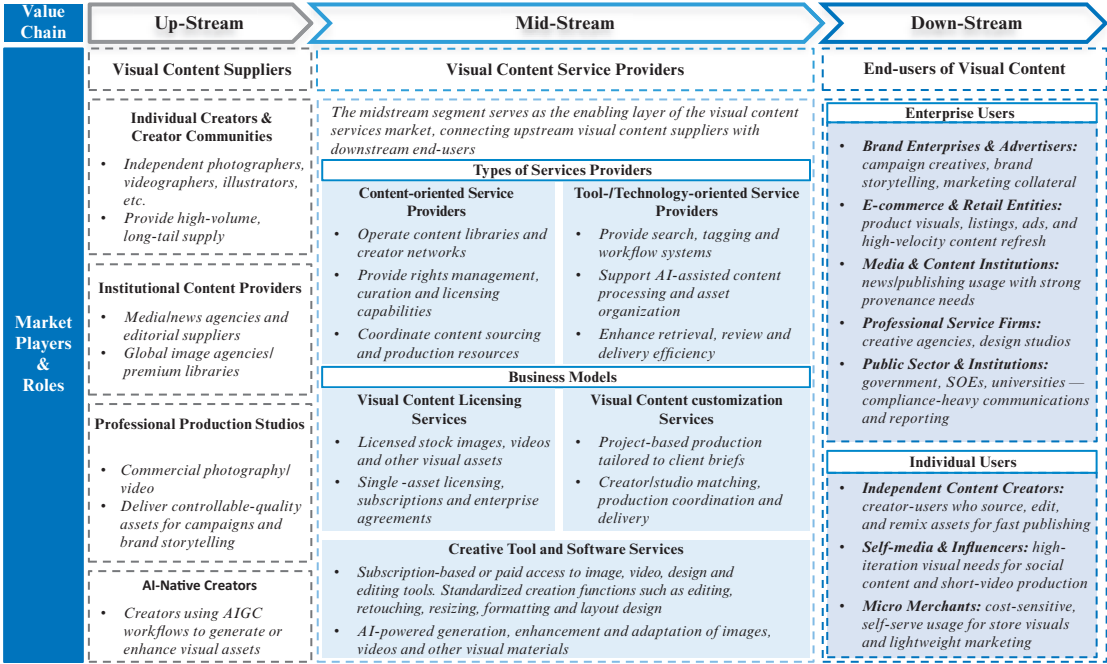 Value
Chain
Up-Stream
Mid-Stream
Down-Stream
Market
Players
&
Roles
Visual Content Suppliers
Individual Creators &
Creator Communities
• Independent photographers,
videographers, illustrators,
etc.
• Provide high-volume,
long-tail supply
Institutional Content Providers
• Media/news agencies and
editorial suppliers
• Global image agencies/
premium libraries
Professional Production Studios
• Commercial photography/
video
• Deliver controllable-quality
assets for campaigns and
brand storytelling
AI-Native Creators
• Creators using AIGC
workflows to generate or
enhance visual assets
Visual Content Service Providers
The midstream segment serves as the enabling layer of the visual content
services market, connecting upstream visual content suppliers with
downstream end-users
Types of Services Providers
Content-oriented Service
Providers
• Operate content libraries and
creator networks
• Provide rights management,
curation and licensing
capabilities
• Coordinate content sourcing
and production resources
Tool-/Technology-oriented Service
Providers
• Provide search, tagging and
workflow systems
• Support AI-assisted content
processing and asset
organization
• Enhance retrieval, review and
delivery efficiency
Business Models
Visual Content Licensing
Services
• Licensed stock images, videos
and other visual assets
• Single -asset licensing,
subscriptions and enterprise
agreements
Visual Content customization
Services
• Project-based production
tailored to client briefs
• Creator/studio matching,
production coordination and
delivery
Creative Tool and Software Services
• Subscription-based or paid access to image, video, design and
editing tools. Standardized creation functions such as editing,
retouching, resizing, formatting and layout design
• AI-powered generation, enhancement and adaptation of images,
videos and other visual materials
End-users of Visual Content
Enterprise Users
• Brand Enterprises & Advertisers:
campaign creatives, brand
storytelling, marketing collateral
• E-commerce & Retail Entities:
product visuals, listings, ads, and
high-velocity content refresh
• Media & Content Institutions:
news/publishing usage with strong
provenance needs
• Professional Service Firms:
creative agencies, design studios
• Public Sector & Institutions:
government, SOEs, universities —
compliance-heavy communications
and reporting
Individual Users
• Independent Content Creators:
creator-users who source, edit,
and remix assets for fast publishing
• Self-media & Influencers: high-
iteration visual needs for social
content and short-video production
• Micro Merchants: cost-sensitive,
self-serve usage for store visuals
and lightweight marketing